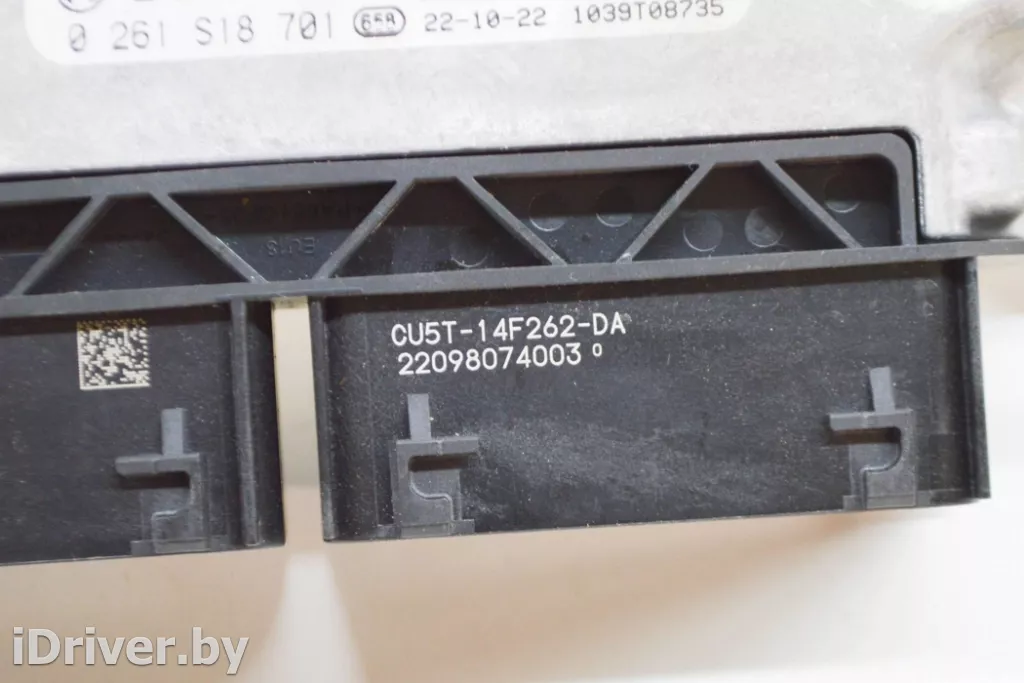 0 261 S18 701 658 22-10-22 1039T08735
CU5T-14F262-DA
22098074003 0
iDriver.by